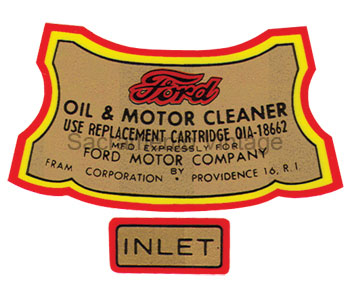 Ford
OIL & MOTOR CLEANER
USE REPLACEMENT CARTRIDGE 01A-18662
MFD. EXPRESSLY FOR
FORD MOTOR COMPANY
BY
FRAM CORPORATION • PROVIDENCE 16, R.I.
INLET